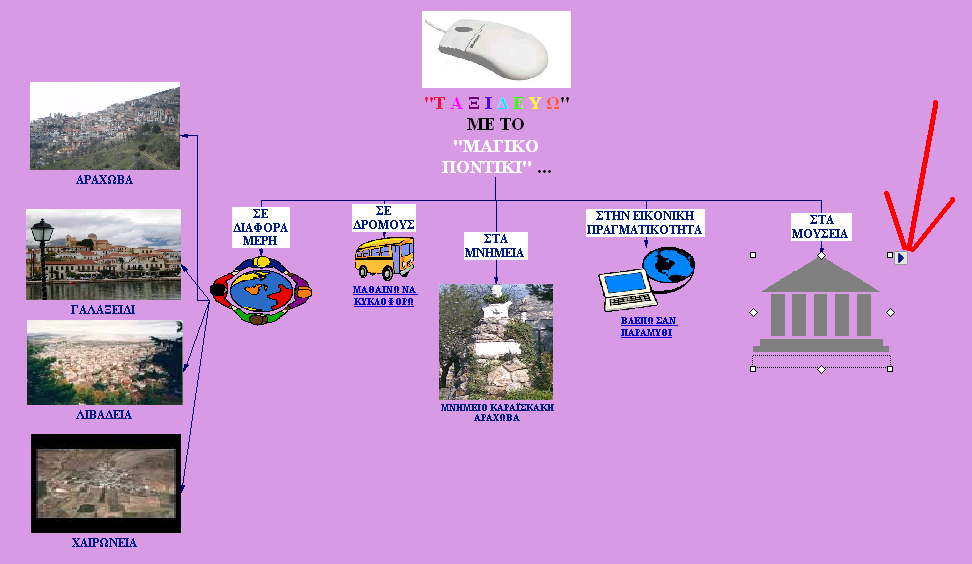 "Τ Α Ξ Ι Δ Ε Υ Ω"
ΜΕ ΤΟ
"ΜΑΓΙΚΟ
ΠΟΝΤΙΚΙ" ...
ΣΕ
ΔΙΑΦΟΡΑ
ΜΕΡΗ
ΣΕ
ΔΡΟΜΟΥΣ
ΜΑΘΑΙΝΩ ΝΑ
ΚΥΚΛΟΦΟΡΩ
ΣΤΑ
ΜΝΗΜΕΙΑ
ΜΝΗΜΕΙΟ ΚΑΡΑΪΣΚΑΚΗ
ΑΡΑΧΩΒΑ
ΣΤΗΝ ΕΙΚΟΝΙΚΗ
ΠΡΑΓΜΑΤΙΚΟΤΗΤΑ
ΒΛΕΠΩ ΣΑΝ
ΠΑΡΑΜΥΘΙ
ΣΤΑ
ΜΟΥΣΕΙΑ
ΑΡΑΧΩΒΑ
ΓΑΛΑΞΕΙΔΙ
ΛΙΒΑΔΕΙΑ
ΧΑΙΡΩΝΕΙΑ